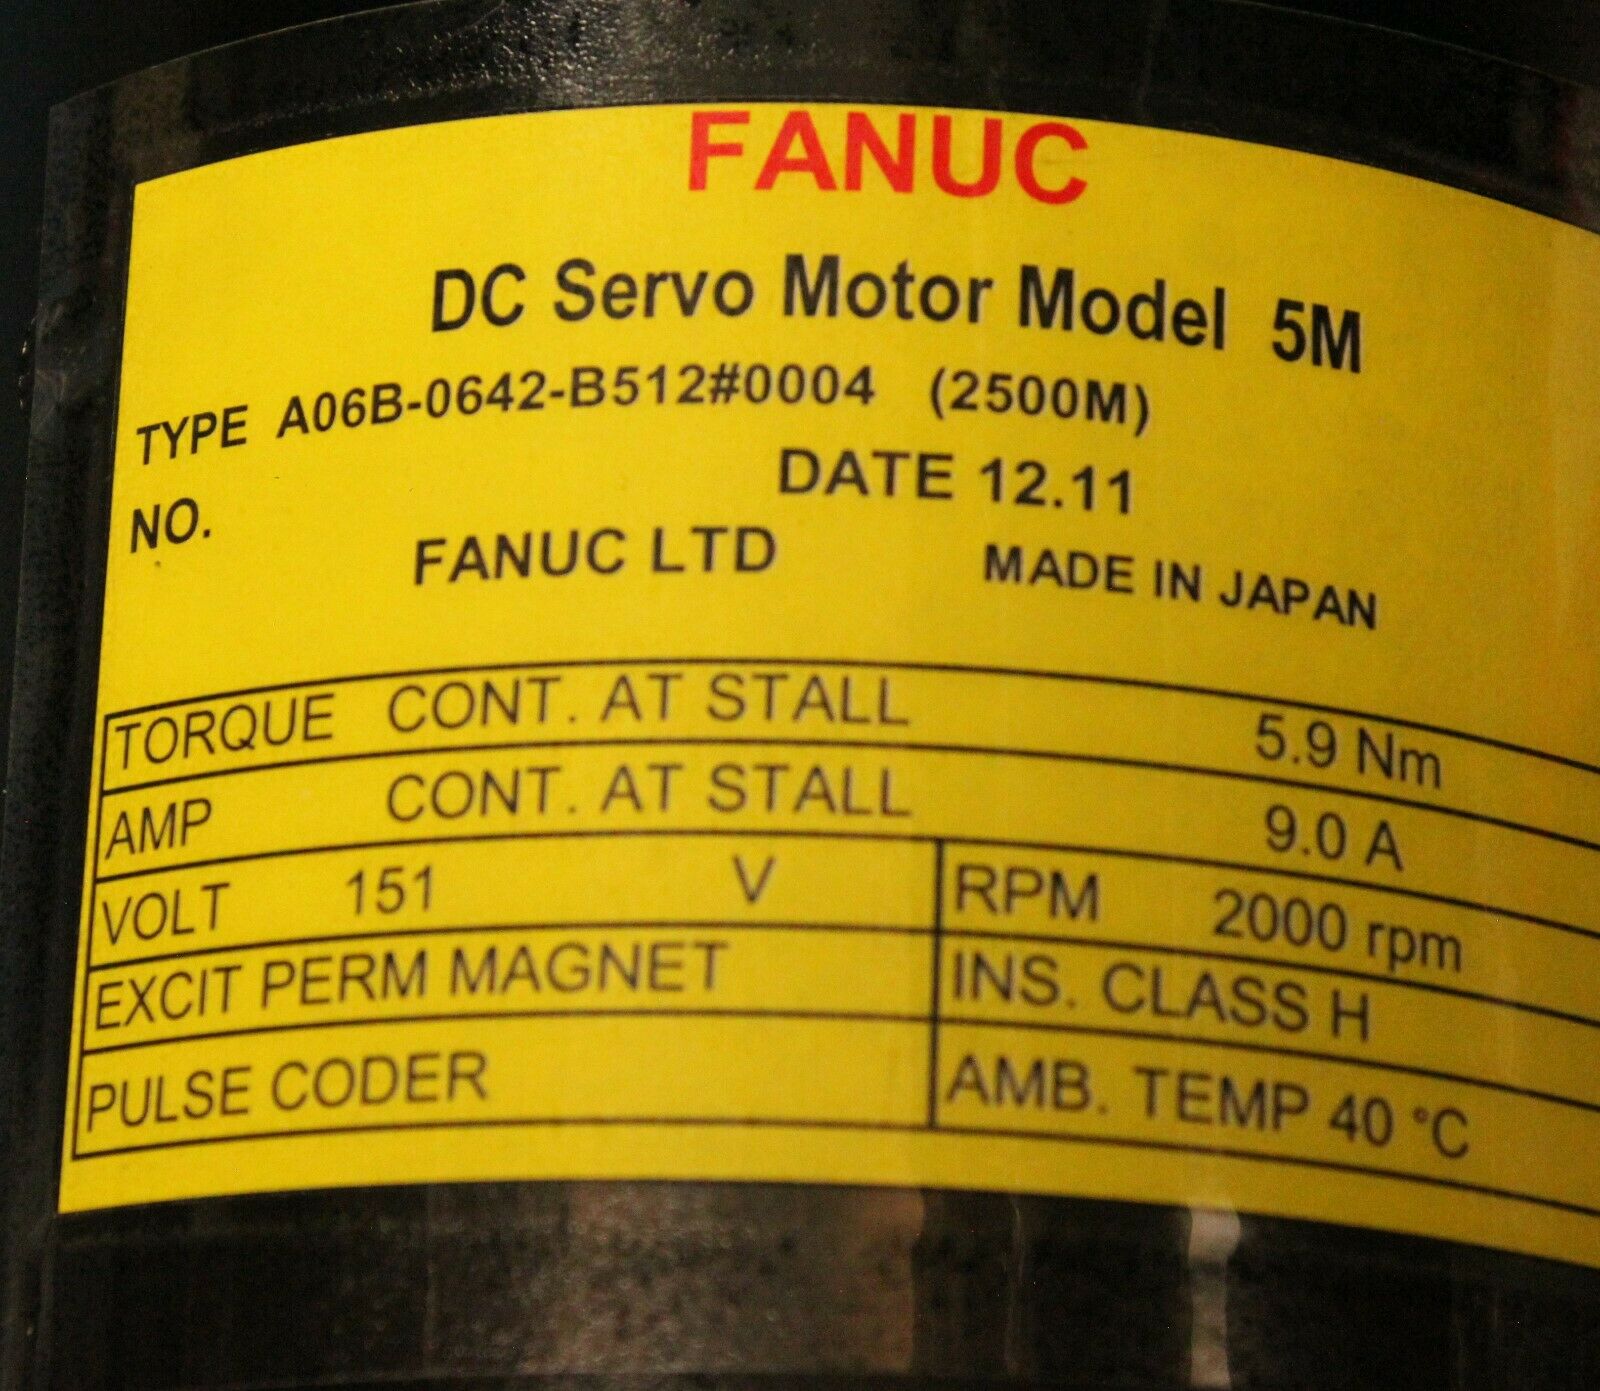 FANUC
DC Servo Motor Model 5M
TYPE A06B-0642-B512#0004 (2500M)
NO. DATE 12.11
FANUC LTD MADE IN JAPAN
TORQUE CONT. AT STALL 5.9 Nm
AMP CONT. AT STALL 9.0 A
VOLT 151 V RPM 2000 rpm
EXCIT PERM MAGNET INS. CLASS H
PULSE CODER AMB. TEMP 40 °C